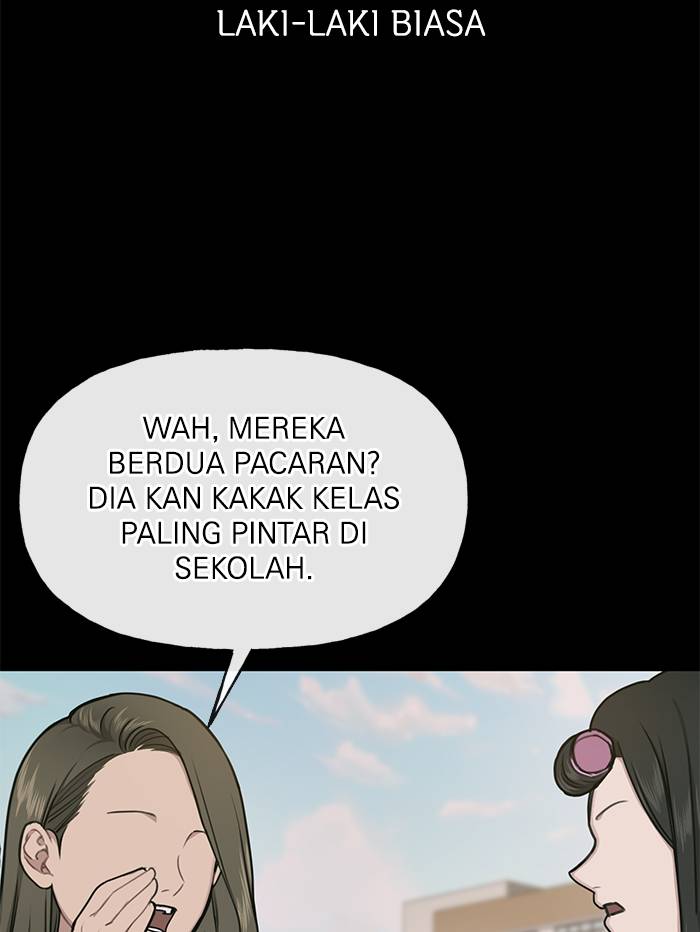 LAKI-LAKI BIASA
WAH, MEREKA
BERDUA PACARAN?
DIA KAN KAKAK KELAS
PALING PINTAR DI
SEKOLAH.